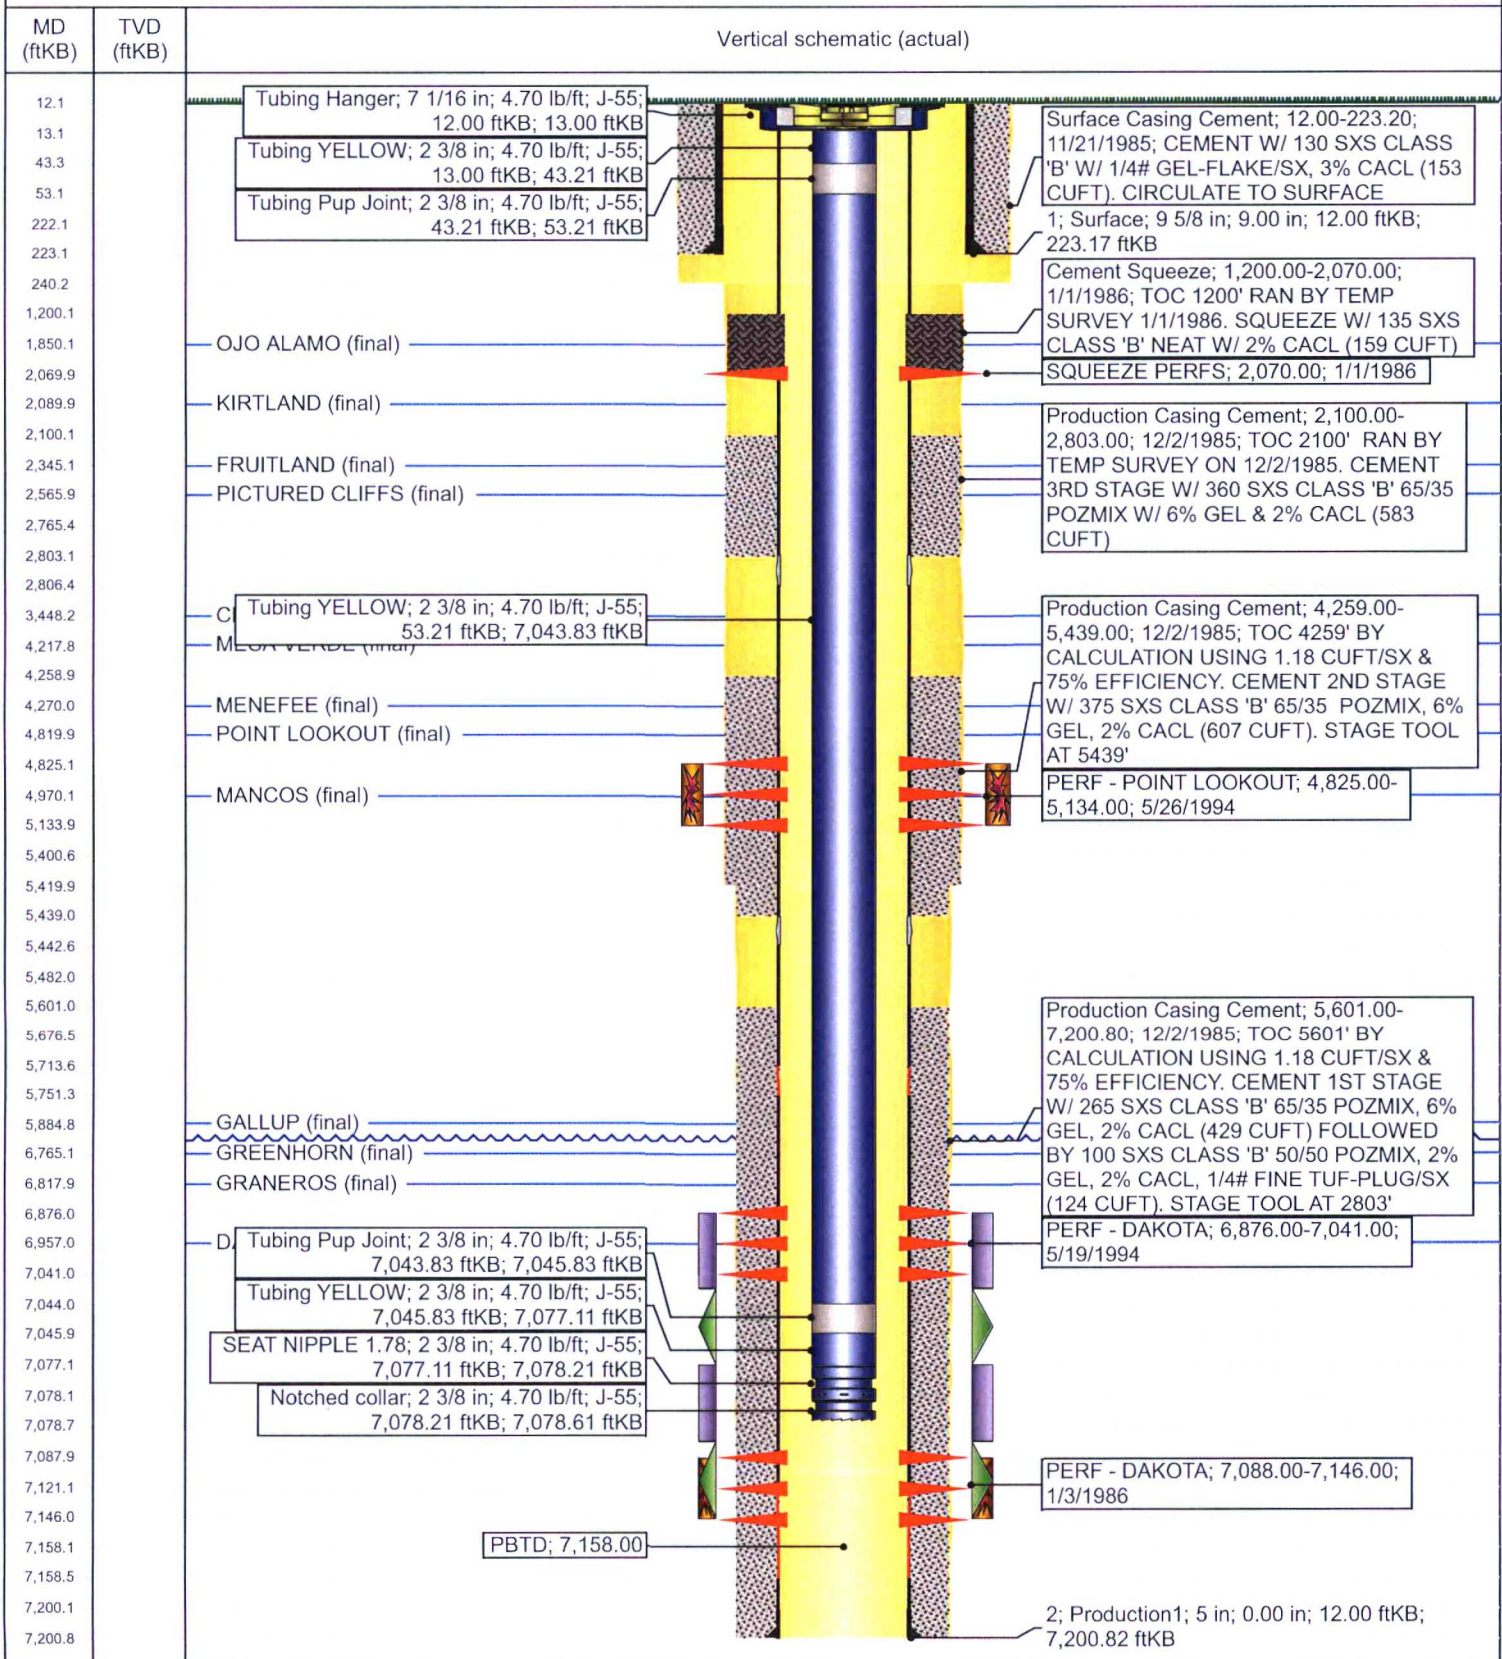 MD
(ftKB)
TVD
(ftKB)
Vertical schematic (actual)
12.1
13.1
43.3
53.1
222.1
223.1
240.2
1,200.1
1,850.1
2,069.9
2,089.9
2,100.1
2,345.1
2,565.9
2,765.4
2,803.1
2,806.4
3,448.2
4,217.8
4,258.9
4,270.0
4,819.9
4,825.1
4,970.1
5,133.9
5,400.6
5,419.9
5,439.0
5,442.6
5,482.0
5,601.0
5,676.5
5,713.6
5,751.3
5,884.8
6,765.1
6,817.9
6,876.0
6,957.0
7,041.0
7,044.0
7,045.9
7,077.1
7,078.1
7,078.7
7,087.9
7,121.1
7,146.0
7,158.1
7,158.5
7,200.1
7,200.8
Tubing Hanger; 7 1/16 in; 4.70 lb/ft; J-55;
12.00 ftKB; 13.00 ftKB
Tubing YELLOW; 2 3/8 in; 4.70 lb/ft; J-55;
13.00 ftKB; 43.21 ftKB
Tubing Pup Joint; 2 3/8 in; 4.70 lb/ft; J-55;
43.21 ftKB; 53.21 ftKB
OJO ALAMO (final)
KIRTLAND (final)
FRUITLAND (final)
PICTURED CLIFFS (final)
Tubing YELLOW; 2 3/8 in; 4.70 lb/ft; J-55;
53.21 ftKB; 7,043.83 ftKB
MESA VERDE (final)
MENEFEE (final)
POINT LOOKOUT (final)
MANCOS (final)
GALLUP (final)
GREENHORN (final)
GRANEROS (final)
Tubing Pup Joint; 2 3/8 in; 4.70 lb/ft; J-55;
7,043.83 ftKB; 7,045.83 ftKB
Tubing YELLOW; 2 3/8 in; 4.70 lb/ft; J-55;
7,045.83 ftKB; 7,077.11 ftKB
SEAT NIPPLE 1.78; 2 3/8 in; 4.70 lb/ft; J-55;
7,077.11 ftKB; 7,078.21 ftKB
Notched collar; 2 3/8 in; 4.70 lb/ft; J-55;
7,078.21 ftKB; 7,078.61 ftKB
PBTD; 7,158.00
Surface Casing Cement; 12.00-223.20;
11/21/1985; CEMENT W/ 130 SXS CLASS
'B' W/ 1/4# GEL-FLAKE/SX, 3% CACL (153
CUFT). CIRCULATE TO SURFACE
1; Surface; 9 5/8 in; 9.00 in; 12.00 ftKB;
223.17 ftKB
Cement Squeeze; 1,200.00-2,070.00;
1/1/1986; TOC 1200' RAN BY TEMP
SURVEY 1/1/1986. SQUEEZE W/ 135 SXS
CLASS 'B' NEAT W/ 2% CACL (159 CUFT)
SQUEEZE PERFS; 2,070.00; 1/1/1986
Production Casing Cement; 2,100.00-
2,803.00; 12/2/1985; TOC 2100' RAN BY
TEMP SURVEY ON 12/2/1985. CEMENT
3RD STAGE W/ 360 SXS CLASS 'B' 65/35
POZMIX W/ 6% GEL & 2% CACL (583
CUFT)
Production Casing Cement; 4,259.00-
5,439.00; 12/2/1985; TOC 4259' BY
CALCULATION USING 1.18 CUFT/SX &
75% EFFICIENCY. CEMENT 2ND STAGE
W/ 375 SXS CLASS 'B' 65/35 POZMIX, 6%
GEL, 2% CACL (607 CUFT). STAGE TOOL
AT 5439'
PERF - POINT LOOKOUT; 4,825.00-
5,134.00; 5/26/1994
Production Casing Cement; 5,601.00-
7,200.80; 12/2/1985; TOC 5601' BY
CALCULATION USING 1.18 CUFT/SX &
75% EFFICIENCY. CEMENT 1ST STAGE
W/ 265 SXS CLASS 'B' 65/35 POZMIX, 6%
GEL, 2% CACL (429 CUFT) FOLLOWED
BY 100 SXS CLASS 'B' 50/50 POZMIX, 2%
GEL, 2% CACL, 1/4# FINE TUF-PLUG/SX
(124 CUFT). STAGE TOOL AT 2803'
PERF - DAKOTA; 6,876.00-7,041.00;
5/19/1994
PERF - DAKOTA; 7,088.00-7,146.00;
1/3/1986
2; Production1; 5 in; 0.00 in; 12.00 ftKB;
7,200.82 ftKB